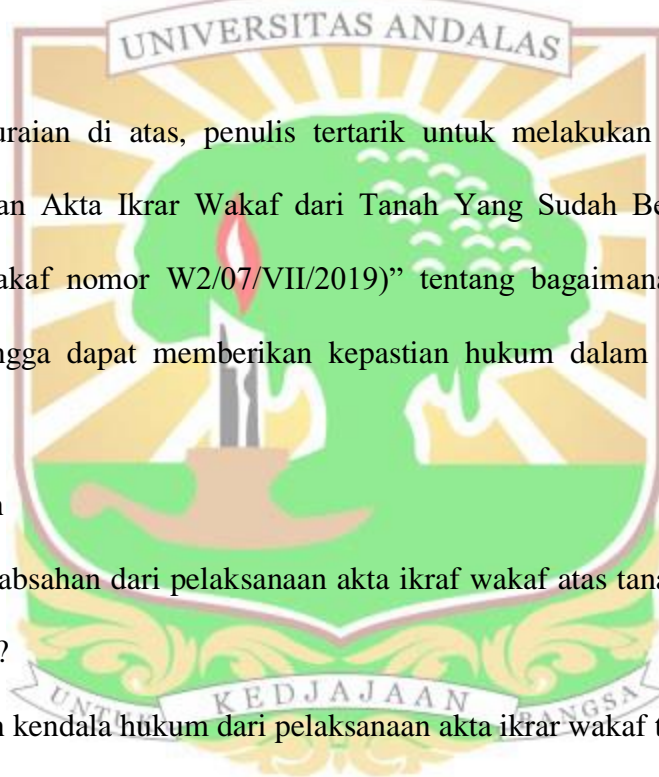 UNIVERSITAS ANDALAS
uraian di atas, penulis tertarik untuk melakukan
an Akta Ikrar Wakaf dari Tanah Yang Sudah Be
akaf nomor W2/07/VII/2019)” tentang bagaimana
ngga dapat memberikan kepastian hukum dalam
n
absahan dari pelaksanaan akta ikraf wakaf atas tana
?
UNTUK KEDJAJAAN BANGSA
n kendala hukum dari pelaksanaan akta ikrar wakaf t